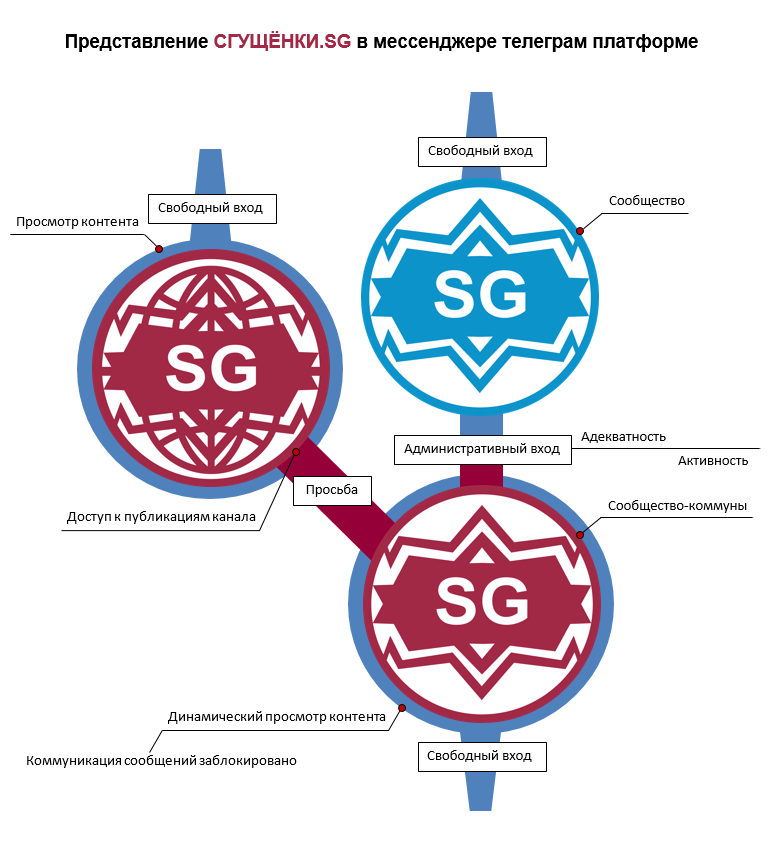 Представление СГУЩЁНКИ.SG в мессенджере телеграм платформе
Свободный вход
Сообщество
Свободный вход
Просмотр контента
SG
SG
Адекватность
Административный вход
Активность
Просьба
Сообщество-коммуны
Доступ к публикациям канала
SG
Динамический просмотр контента
Свободный вход
Коммуникация сообщений заблокировано